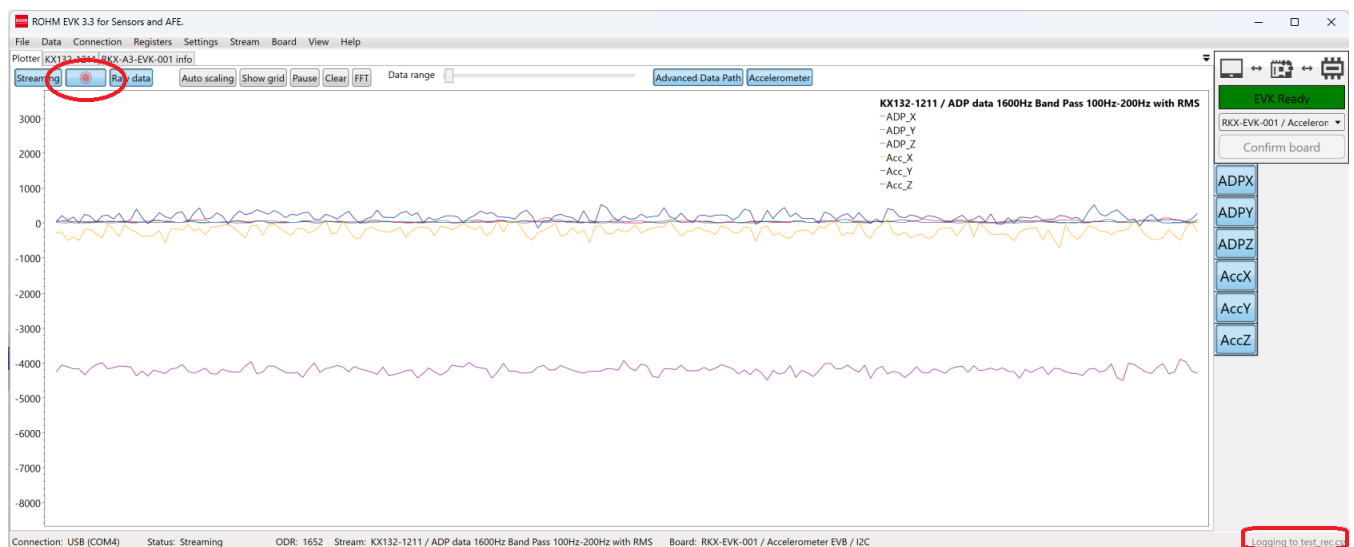 ROHM EVK 3.3 for Sensors and AFE.
File Data Connection Registers Settings Stream Board View Help
Plotter KX132-1211 RKX-A3-EVK-001 info
Streaming Raw data Auto scaling Show grid Pause Clear FFT Data range Advanced Data Path Accelerometer
EVK Ready
RKX-EVK-001 / Acceleron
Confirm board
KX132-1211 / ADP data 1600Hz Band Pass 100Hz-200Hz with RMS
ADP_X
ADP_Y
ADP_Z
Acc_X
Acc_Y
Acc_Z
ADPX
ADPY
ADPZ
AccX
AccY
AccZ
3000
2000
1000
0
-1000
-2000
-3000
-4000
-5000
-6000
-7000
-8000
Connection: USB (COM4) Status: Streaming ODR: 1652 Stream: KX132-1211 / ADP data 1600Hz Band Pass 100Hz-200Hz with RMS Board: RKX-EVK-001 / Accelerometer EVB / I2C Logging to test_rec.csv